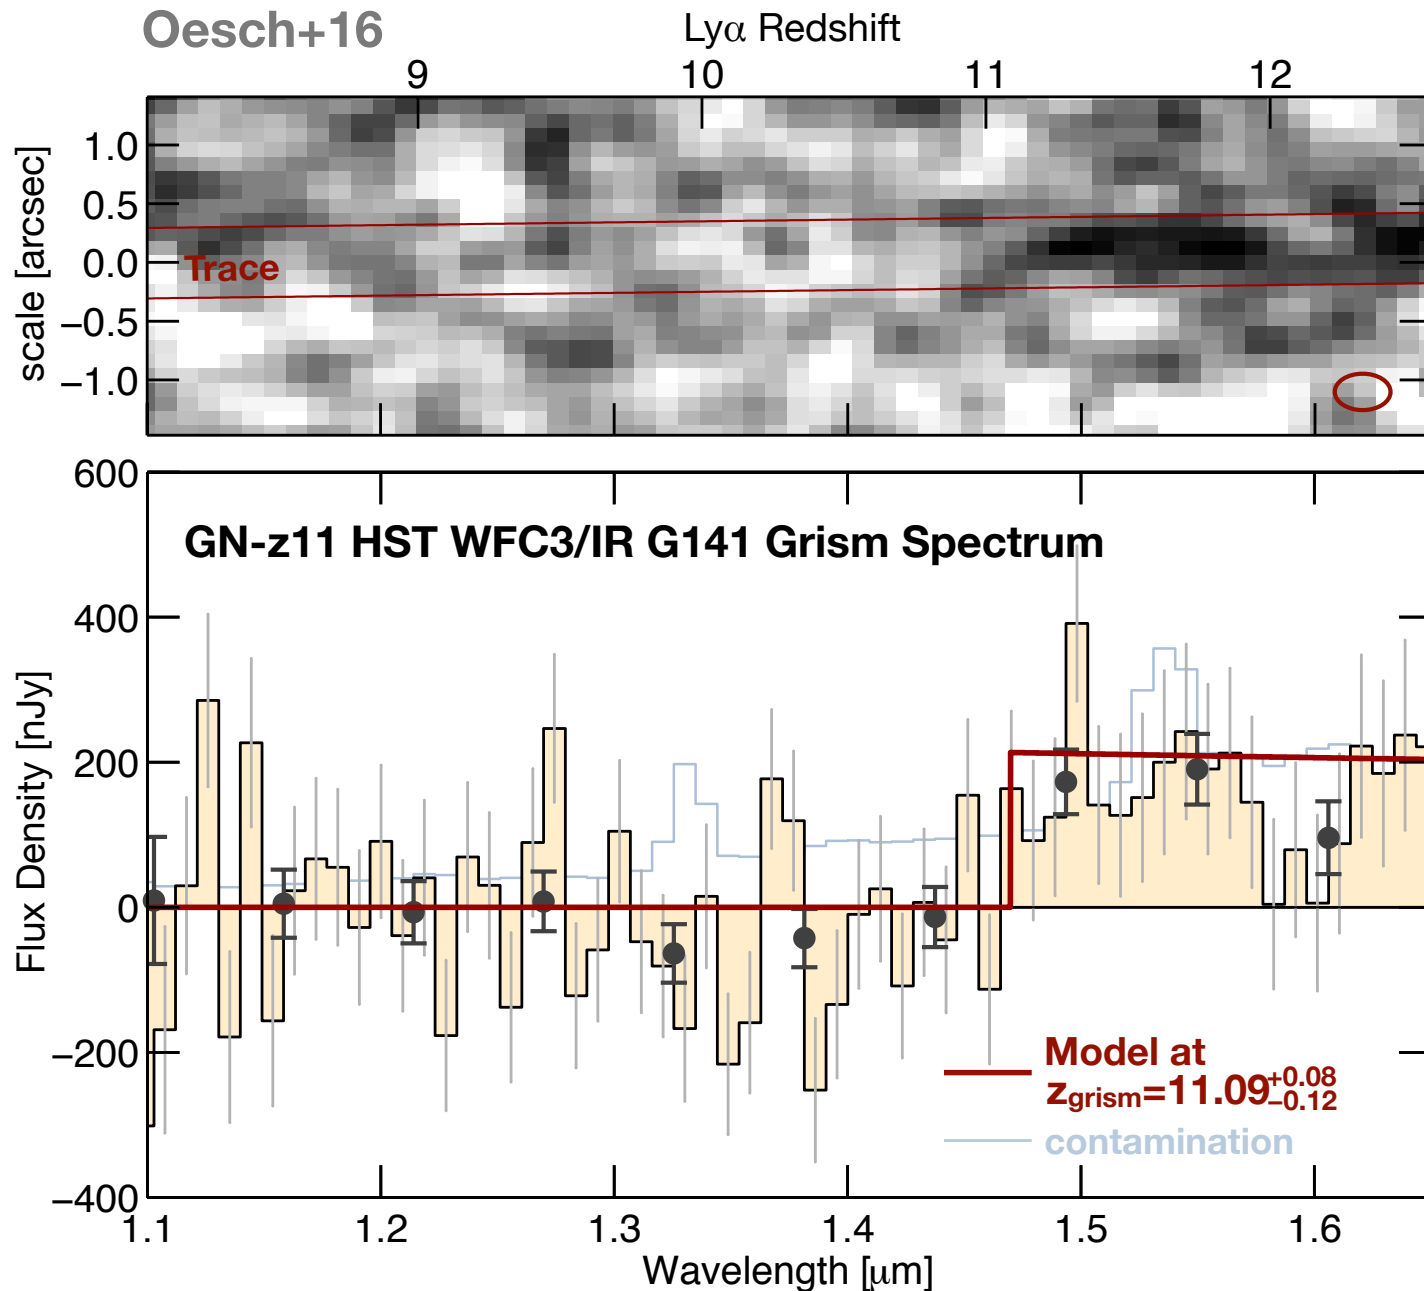 Oesch+16
Lyα Redshift
9 10 11 12
1.0
0.5
0.0
−0.5
−1.0
scale [arcsec]
Trace
600
400
200
0
−200
−400
Flux Density [nJy]
GN-z11 HST WFC3/IR G141 Grism Spectrum
Model at
zgrism=11.09+0.08−0.12
contamination
1.1 1.2 1.3 1.4 1.5 1.6
Wavelength [μm]